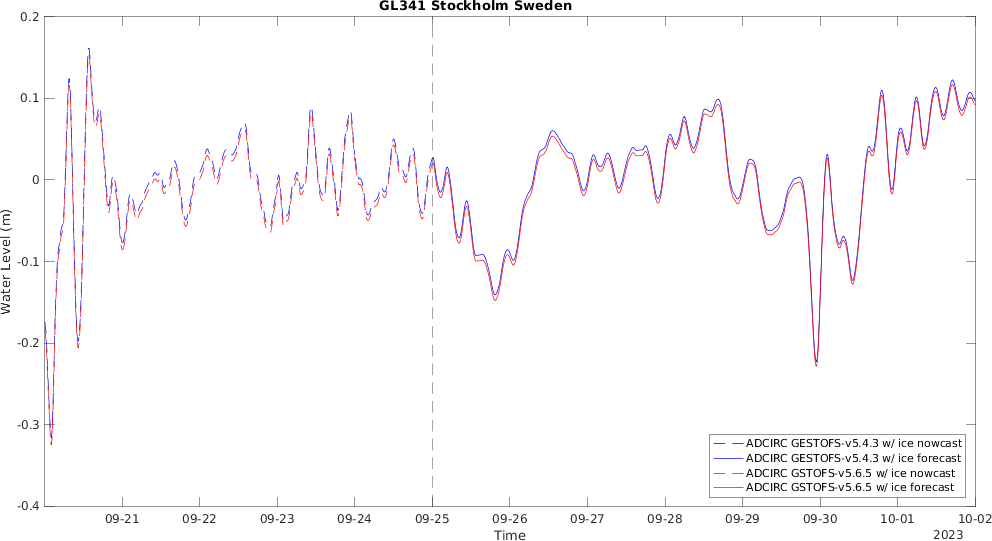 GL341 Stockholm Sweden
0.2
0.1
0
-0.1
-0.2
-0.3
-0.4
Water Level (m)
ADCIRC GESTOFS-v5.4.3 w/ ice nowcast
ADCIRC GESTOFS-v5.4.3 w/ ice forecast
ADCIRC GSTOFS-v5.6.5 w/ ice nowcast
ADCIRC GSTOFS-v5.6.5 w/ ice forecast
09-21 09-22 09-23 09-24 09-25 09-26 09-27 09-28 09-29 09-30 10-01 10-02
Time
2023